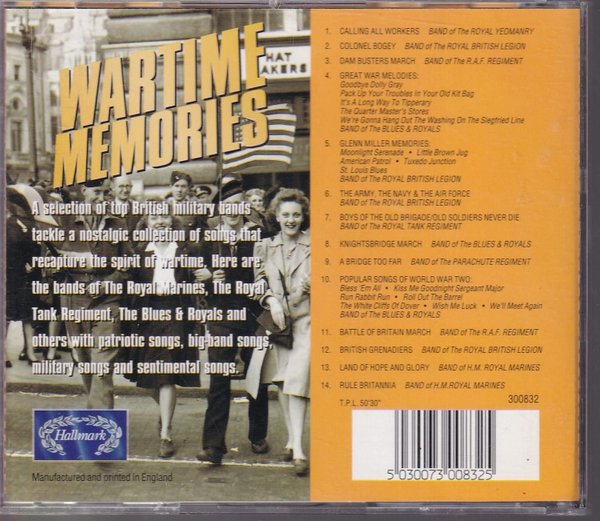 WARTIME
MEMORIES
HAT
AKERS
A selection of top British military bands
tackle a nostalgic collection of songs that
recapture the spirit of wartime. Here are
the bands of The Royal Marines, The Royal
Tank Regiment, The Blues & Royals and
others with patriotic songs, big-band songs,
military songs and sentimental songs.
Hallmark
Manufactured and printed in England
1. CALLING ALL WORKERS BAND of The ROYAL YEOMANRY
2. COLONEL BOGEY BAND of The ROYAL BRITISH LEGION
3. DAM BUSTERS MARCH BAND of The R.A.F. REGIMENT
4. GREAT WAR MELODIES:
Goodbye Dolly Gray
Pack Up Your Troubles In Your Old Kit Bag
It's A Long Way To Tipperary
The Quarter Master's Stores
We're Gonna Hang Out The Washing On The Siegfried Line
BAND of The BLUES & ROYALS
5. GLENN MILLER MEMORIES:
Moonlight Serenade • Little Brown Jug
American Patrol • Tuxedo Junction
St. Louis Blues
BAND of The ROYAL BRITISH LEGION
6. THE ARMY, THE NAVY & THE AIR FORCE
BAND of The ROYAL BRITISH LEGION
7. BOYS OF THE OLD BRIGADE/OLD SOLDIERS NEVER DIE
BAND of The ROYAL TANK REGIMENT
8. KNIGHTSBRIDGE MARCH BAND of The BLUES & ROYALS
9. A BRIDGE TOO FAR BAND of The PARACHUTE REGIMENT
10. POPULAR SONGS OF WORLD WAR TWO:
Bless 'Em All • Kiss Me Goodnight Sergeant Major
Run Rabbit Run • Roll Out The Barrel
The White Cliffs Of Dover • Wish Me Luck • We'll Meet Again
BAND of The BLUES & ROYALS
11. BATTLE OF BRITAIN MARCH BAND of The R.A.F. REGIMENT
12. BRITISH GRENADIERS BAND of The ROYAL BRITISH LEGION
13. LAND OF HOPE AND GLORY BAND of H.M. ROYAL MARINES
14. RULE BRITANNIA BAND of H.M.ROYAL MARINES
T.P.L. 50'30"
300832
5 030073 008325